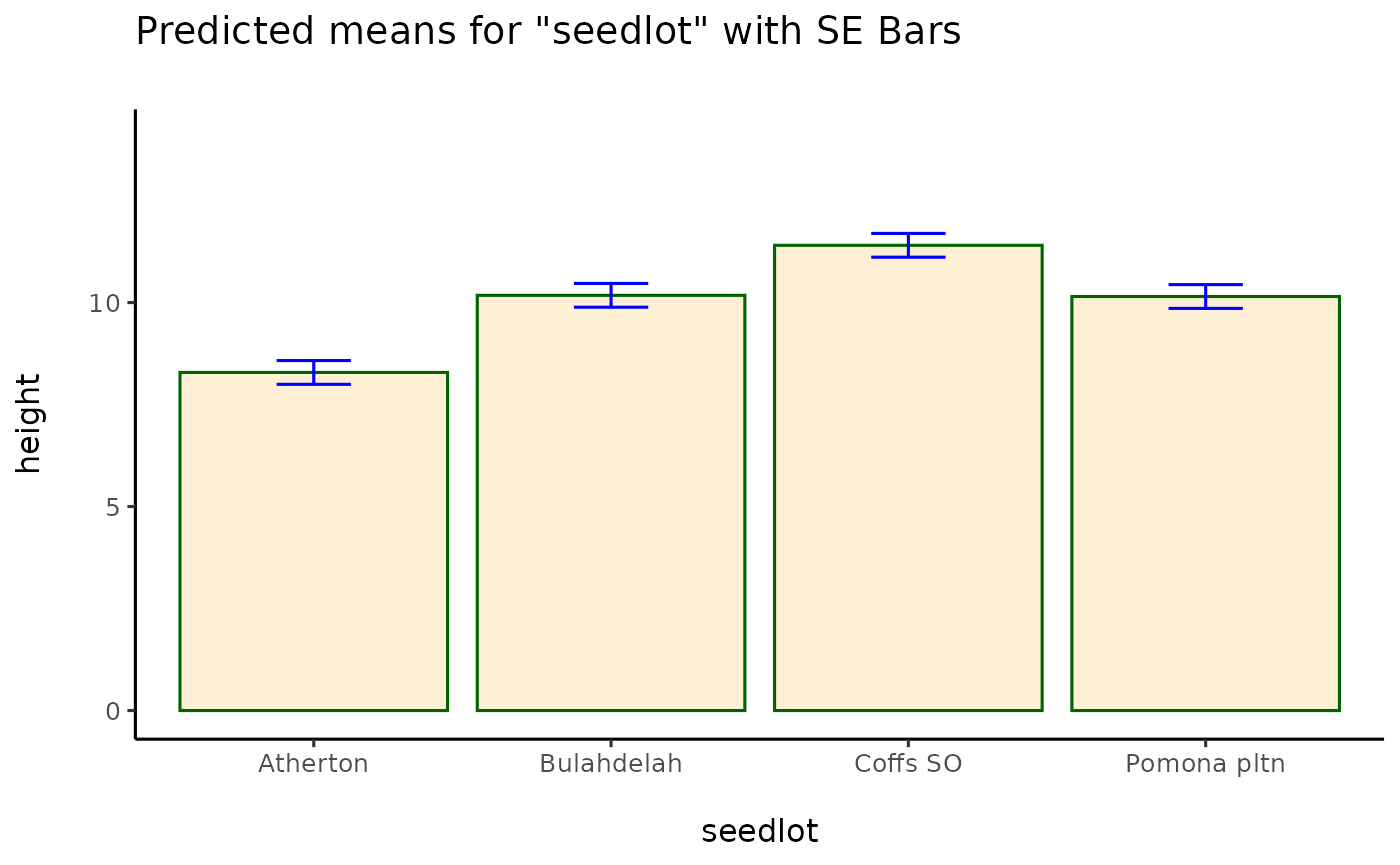 Predicted means for "seedlot" with SE Bars
height
10
5
0
Atherton Bulahdelah Coffs SO Pomona pltn
seedlot